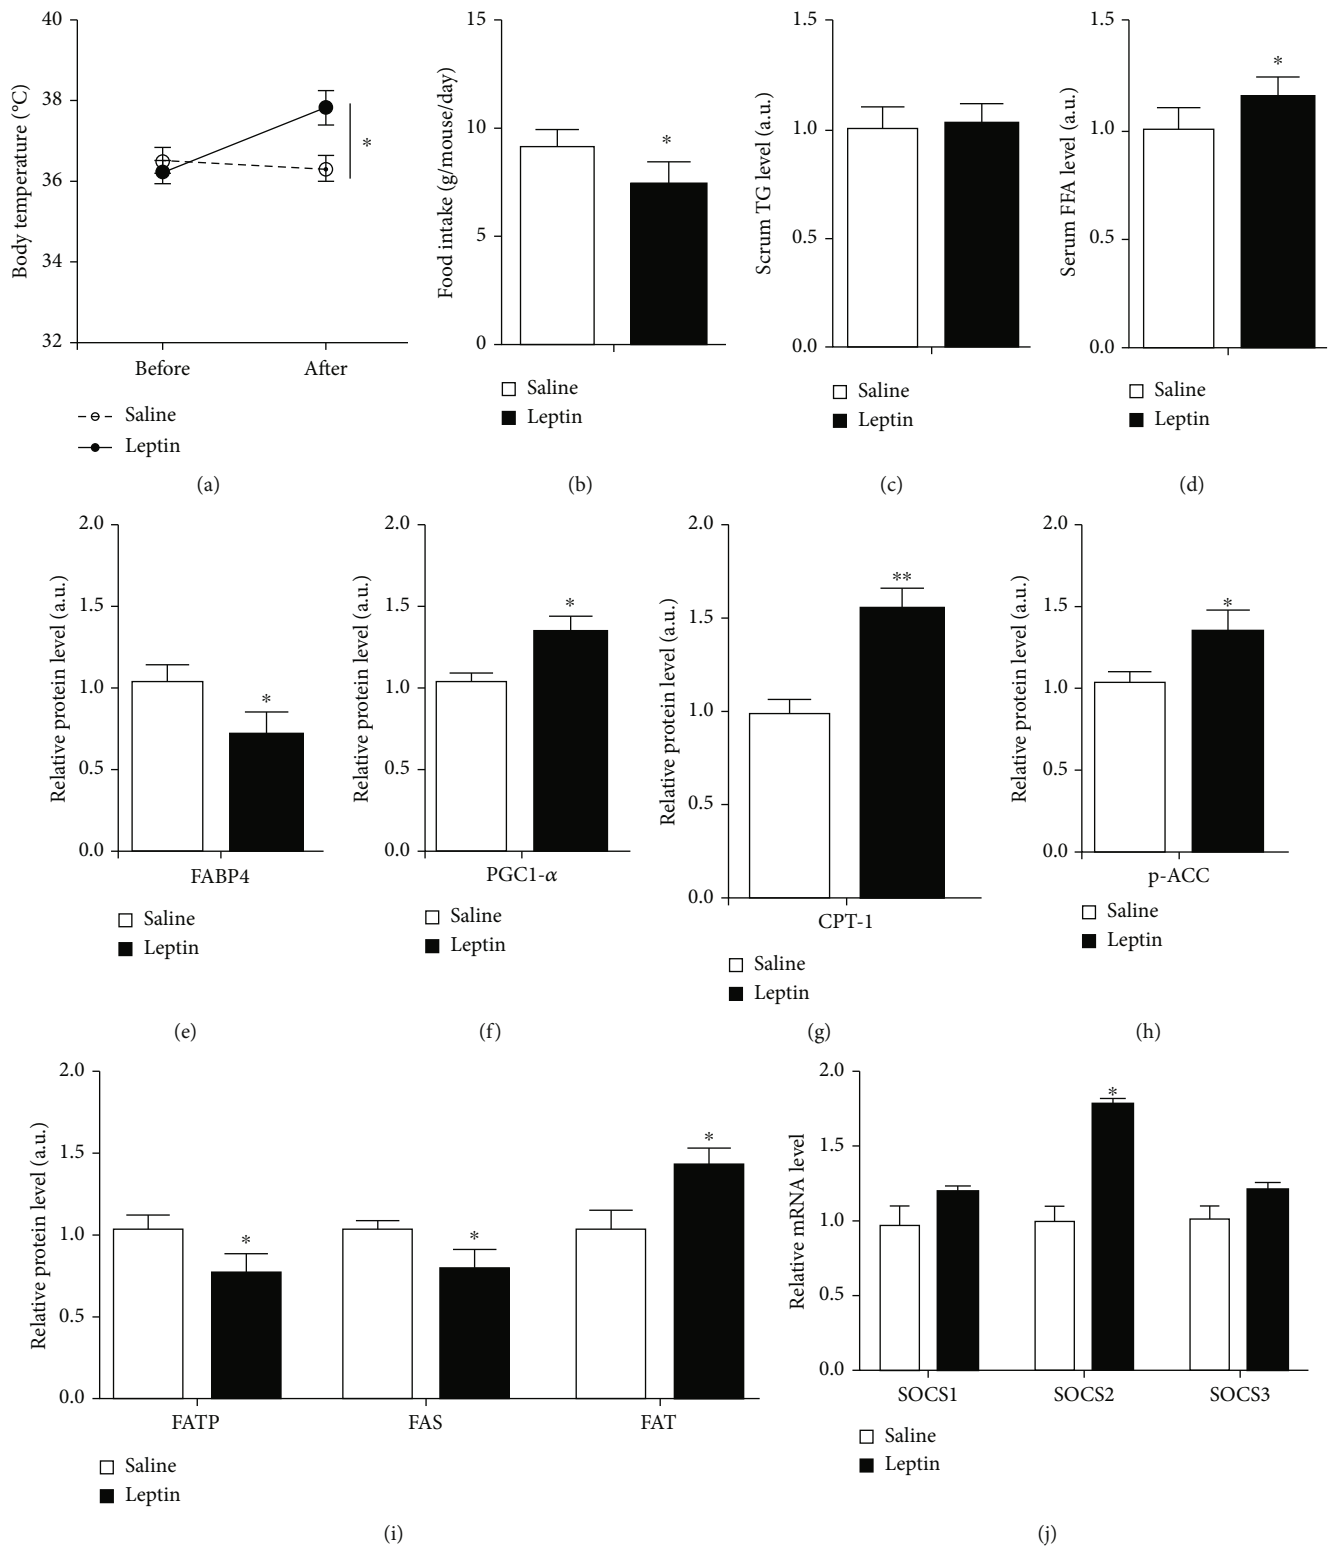 40
38
36
34
32
Body temperature (°C)
*
Before
After
Saline
Leptin
(a)
15
10
5
0
Food intake (g/mouse/day)
*
Saline
Leptin
(b)
1.5
1.0
0.5
0.0
Scrum TG level (a.u.)
Saline
Leptin
(c)
1.5
1.0
0.5
0.0
Serum FFA level (a.u.)
*
Saline
Leptin
(d)
2.0
1.5
1.0
0.5
0.0
Relative protein level (a.u.)
*
FABP4
Saline
Leptin
(e)
2.0
1.5
1.0
0.5
0.0
Relative protein level (a.u.)
*
PGC1-α
Saline
Leptin
(f)
2.0
1.5
1.0
0.5
0.0
Relative protein level (a.u.)
**
CPT-1
Saline
Leptin
(g)
2.0
1.5
1.0
0.5
0.0
Relative protein level (a.u.)
*
p-ACC
Saline
Leptin
(h)
2.0
1.5
1.0
0.5
0.0
Relative protein level (a.u.)
*
*
*
FATP
FAS
FAT
Saline
Leptin
(i)
2.0
1.5
1.0
0.5
0.0
Relative mRNA level
*
SOCS1
SOCS2
SOCS3
Saline
Leptin
(j)